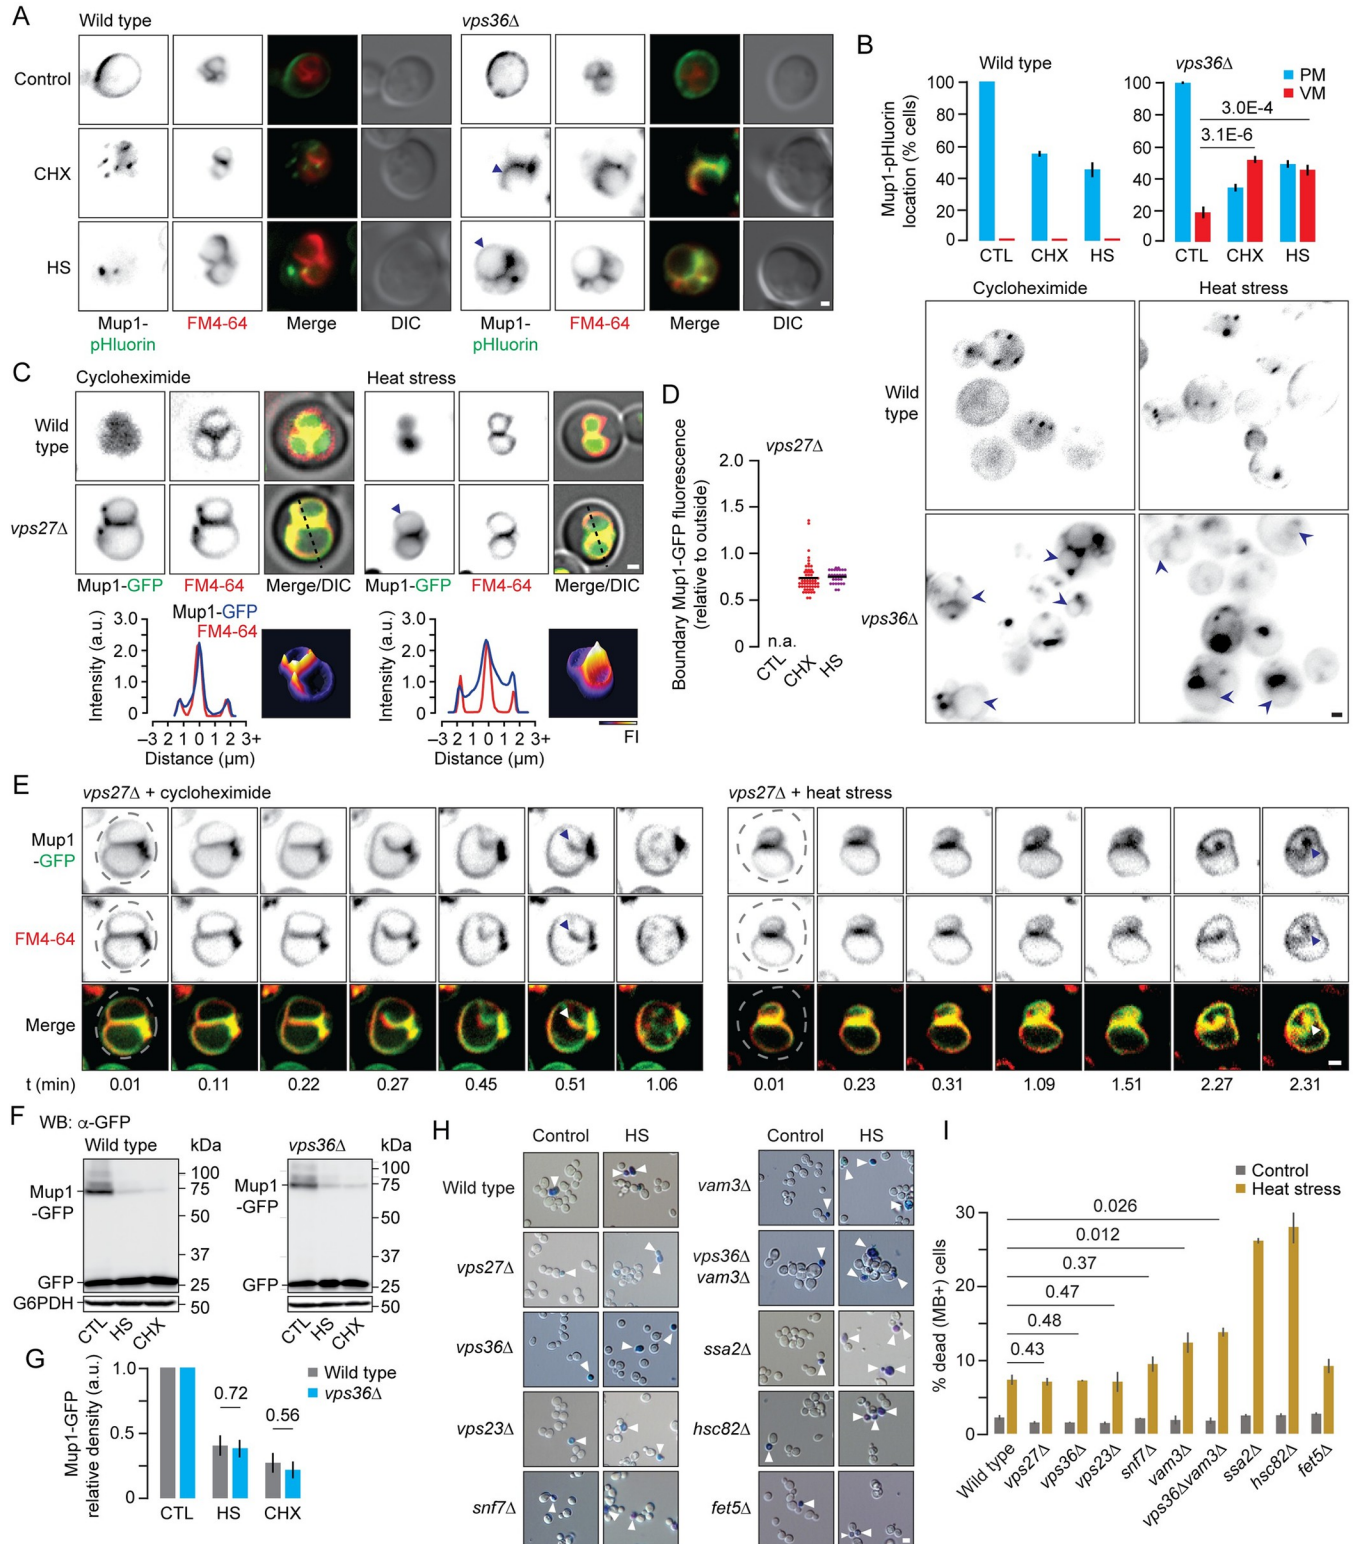 A
Wild type
vps36Δ
Control
CHX
HS
Mup1-
pHluorin
FM4-64
Merge
DIC
Mup1-
pHluorin
FM4-64
Merge
DIC
B
Wild type
vps36Δ
PM
VM
Mup1-pHluorin
location (% cells)
100
80
60
40
20
0
CTL CHX HS
100
80
60
40
20
0
3.0E-4
3.1E-6
CTL CHX HS
Cycloheximide
Heat stress
Wild
type
vps36Δ
C
Cycloheximide
Heat stress
Wild
type
vps27Δ
Mup1-GFP FM4-64 Merge/DIC Mup1-GFP FM4-64 Merge/DIC
Intensity (a.u.)
3.0
2.0
1.0
0
Mup1-GFP
FM4-64
–3 2 1 0 1 2 3+
Distance (µm)
Intensity (a.u.)
3.0
2.0
1.0
0
–3 2 1 0 1 2 3+
Distance (µm)
FI
D
vps27Δ
Boundary Mup1-GFP fluorescence
(relative to outside)
2.0
1.5
1.0
0.5
0
n.a.
CTL CHX HS
E
vps27Δ + cycloheximide
vps27Δ + heat stress
Mup1
-GFP
FM4-64
Merge
t (min) 0.01 0.11 0.22 0.27 0.45 0.51 1.06
0.01 0.23 0.31 1.09 1.51 2.27 2.31
F
WB: α-GFP
Wild type
kDa
vps36Δ
kDa
Mup1
-GFP
GFP
G6PDH
100
75
50
37
25
50
CTL HS CHX
Mup1
-GFP
GFP
100
75
50
37
25
50
CTL HS CHX
G
Mup1-GFP
relative density (a.u.)
1.0
0.5
0
Wild type
vps36Δ
0.72
0.56
CTL HS CHX
H
Control HS
Control HS
Wild type
vps27Δ
vps36Δ
vps23Δ
snf7Δ
vam3Δ
vps36Δ
vam3Δ
ssa2Δ
hsc82Δ
fet5Δ
I
Control
Heat stress
% dead (MB+) cells
30
20
10
0
0.026
0.012
0.37
0.47
0.48
0.43
Wild type
vps27Δ
vps36Δ
vps23Δ
snf7Δ
vam3Δ
vps36Δvam3Δ
ssa2Δ
hsc82Δ
fet5Δ